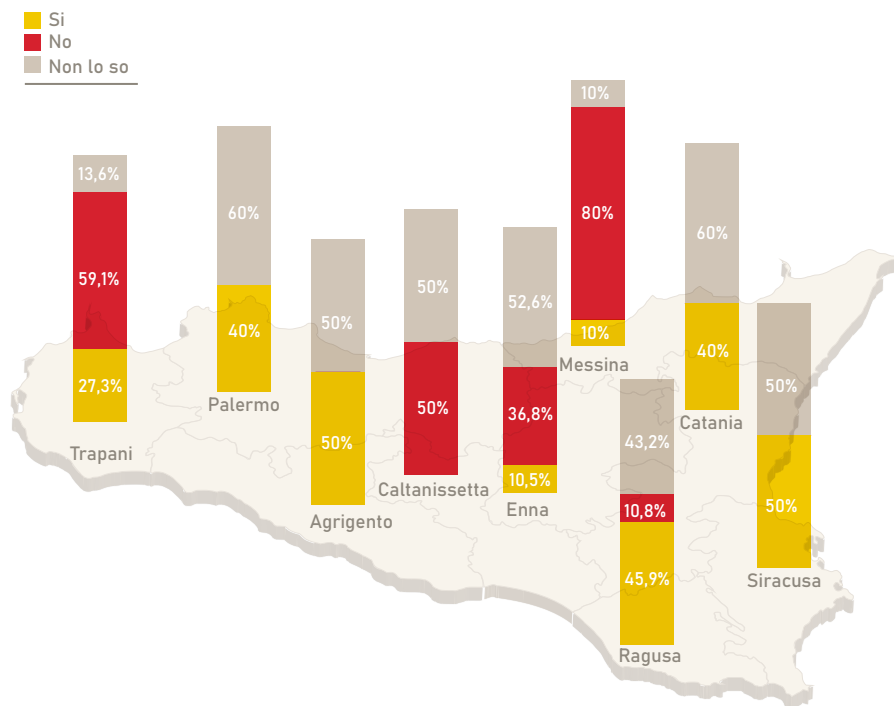 Si
No
Non lo so
13,6%
59,1%
27,3%
Trapani
60%
40%
Palermo
50%
50%
Agrigento
50%
50%
Caltanissetta
52,6%
36,8%
10,5%
Enna
10%
80%
10%
Messina
43,2%
10,8%
45,9%
Ragusa
60%
40%
Catania
50%
50%
Siracusa